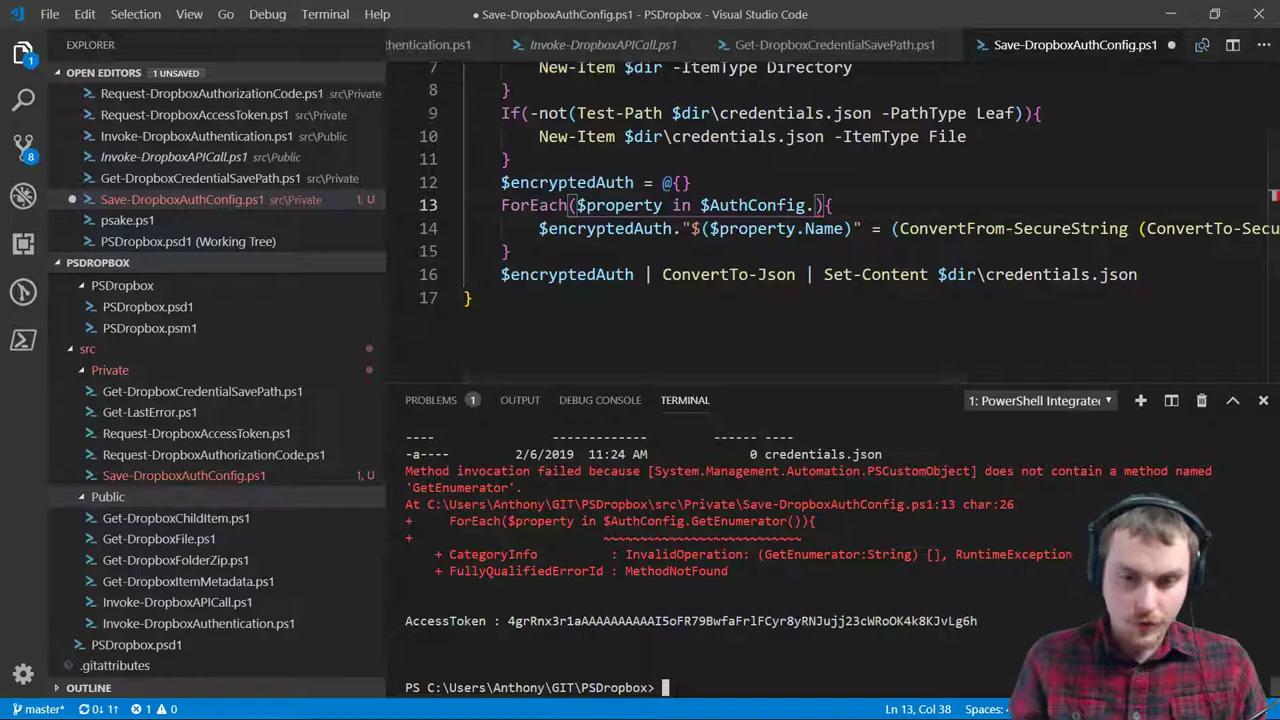 File Edit Selection View Go Debug Terminal Help
● Save-DropboxAuthConfig.ps1 - PSDropbox - Visual Studio Code
EXPLORER
OPEN EDITORS 1 UNSAVED
Request-DropboxAuthorizationCode.ps1 src\Private
Request-DropboxAccessToken.ps1 src\Private
Invoke-DropboxAuthentication.ps1 src\Public
Invoke-DropboxAPICall.ps1 src\Public
Get-DropboxCredentialSavePath.ps1 src\Private
Save-DropboxAuthConfig.ps1 src\Private 1, U
psake.ps1
PSDropbox.psd1 (Working Tree)
PSDROPBOX
PSDropbox
PSDropbox.psd1
PSDropbox.psm1
src
Private
Get-DropboxCredentialSavePath.ps1
Get-LastError.ps1
Request-DropboxAccessToken.ps1
Request-DropboxAuthorizationCode.ps1
Save-DropboxAuthConfig.ps1 1, U
Public
Get-DropboxChildItem.ps1
Get-DropboxFile.ps1
Get-DropboxFolderZip.ps1
Get-DropboxItemMetadata.ps1
Invoke-DropboxAPICall.ps1
Invoke-DropboxAuthentication.ps1
PSDropbox.psd1
.gitattributes
OUTLINE
1
8
thentication.ps1 Invoke-DropboxAPICall.ps1 Get-DropboxCredentialSavePath.ps1 Save-DropboxAuthConfig.ps1 ●
7 New-Item $dir -ItemType Directory
8 }
9 If(-not(Test-Path $dir\credentials.json -PathType Leaf)){
10 New-Item $dir\credentials.json -ItemType File
11 }
12 $encryptedAuth = @{}
13 ForEach($property in $AuthConfig.){
14 $encryptedAuth."$($property.Name)" = (ConvertFrom-SecureString (ConvertTo-Secu
15 }
16 $encryptedAuth | ConvertTo-Json | Set-Content $dir\credentials.json
17 }
PROBLEMS 1 OUTPUT DEBUG CONSOLE TERMINAL 1: PowerShell Integrate
---- ------------- ------ ----
-a---- 2/6/2019 11:24 AM 0 credentials.json
Method invocation failed because [System.Management.Automation.PSCustomObject] does not contain a method named
'GetEnumerator'.
At C:\Users\Anthony\GIT\PSDropbox\src\Private\Save-DropboxAuthConfig.ps1:13 char:26
+ ForEach($property in $AuthConfig.GetEnumerator()){
+ ~~~~~~~~~~~~~~~~~~~~~~~~~~
+ CategoryInfo : InvalidOperation: (GetEnumerator:String) [], RuntimeException
+ FullyQualifiedErrorId : MethodNotFound
AccessToken : 4grRnx3r1aAAAAAAAAAAI5oFR79BwfaFrlFCyr8yRNJujj23cWRoOK4k8KJvLg6h
PS C:\Users\Anthony\GIT\PSDropbox>
master* 0↓ 1↑ 1 0
Ln 13, Col 38 Spaces: